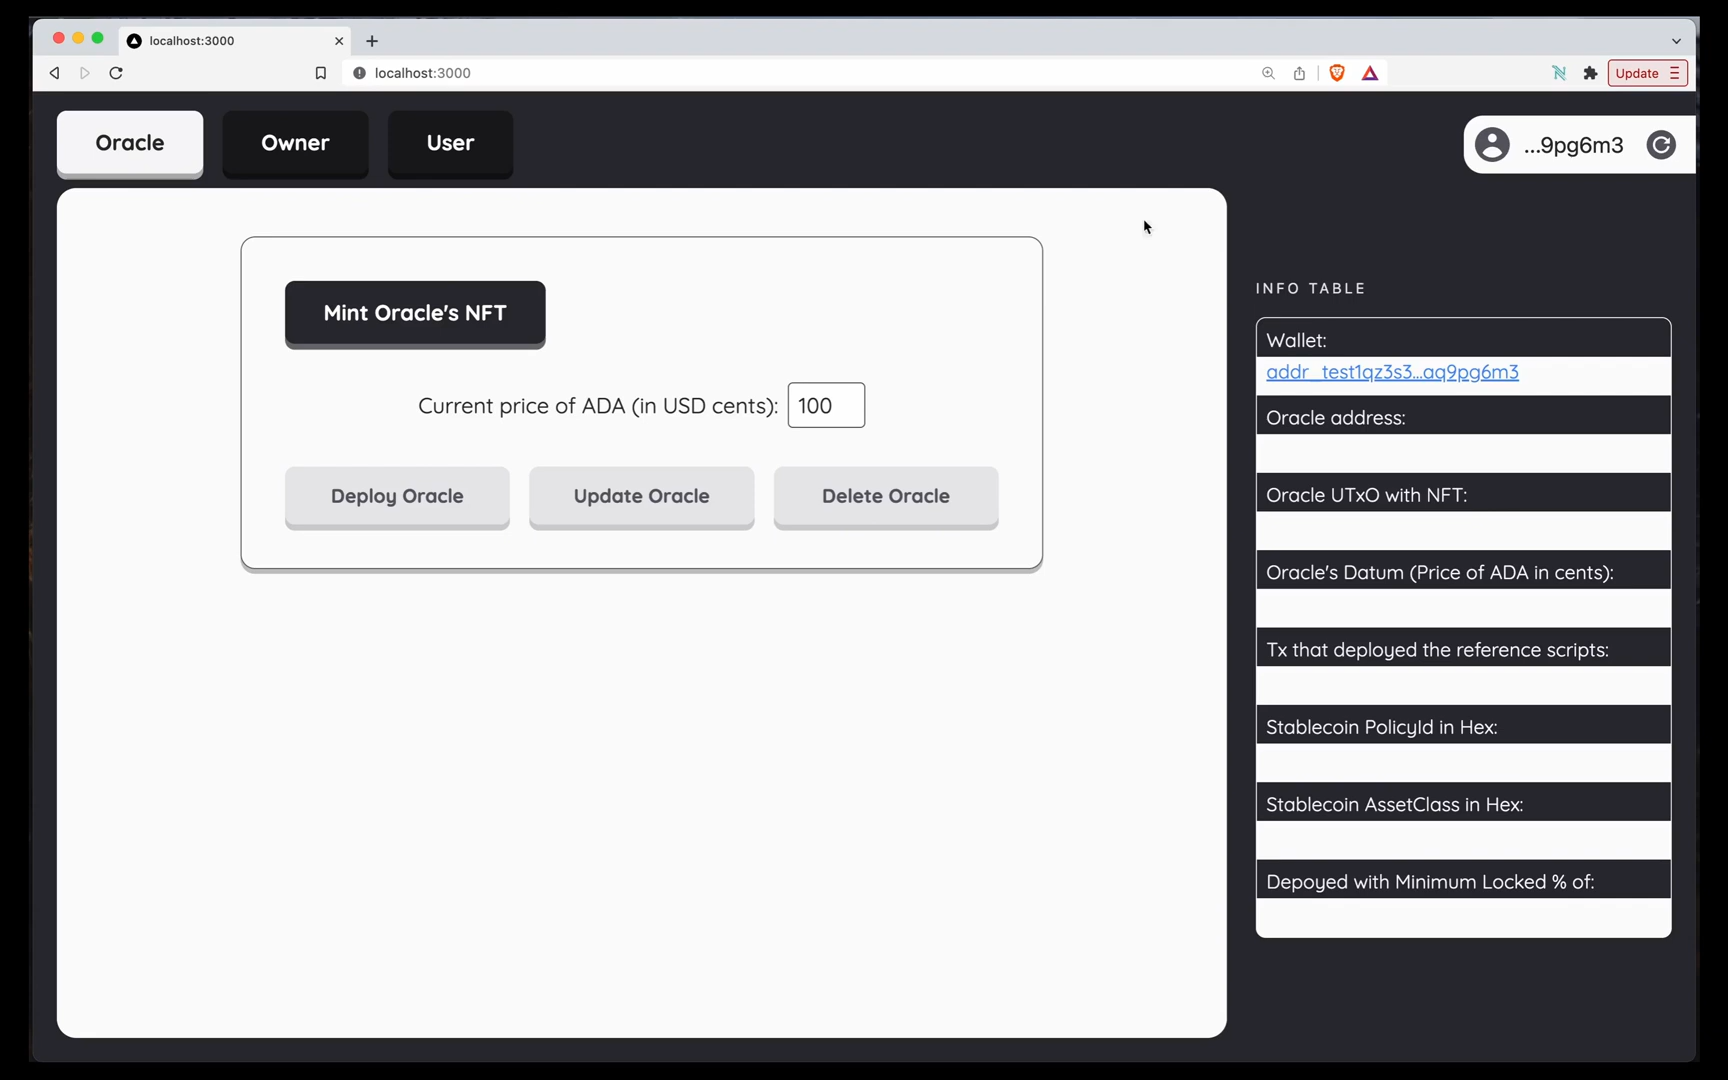 localhost:3000
localhost:3000
Update
Oracle
Owner
User
...9pg6m3
Mint Oracle's NFT
Current price of ADA (in USD cents): 100
Deploy Oracle
Update Oracle
Delete Oracle
INFO TABLE
Wallet:
addr_test1qz3s3...aq9pg6m3
Oracle address:
Oracle UTxO with NFT:
Oracle's Datum (Price of ADA in cents):
Tx that deployed the reference scripts:
Stablecoin PolicyId in Hex:
Stablecoin AssetClass in Hex:
Depoyed with Minimum Locked % of: